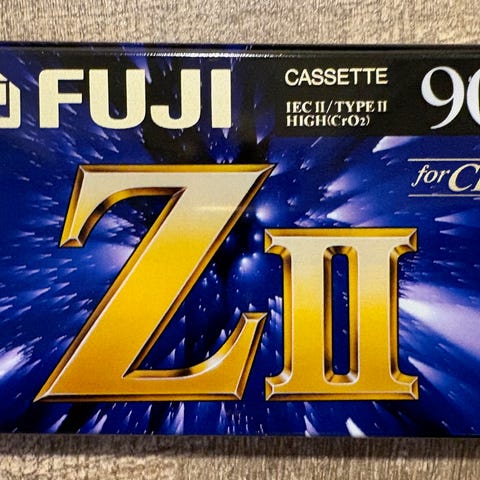 FUJI
CASSETTE
IEC II/TYPE II
HIGH(CrO₂)
90
for
ZII